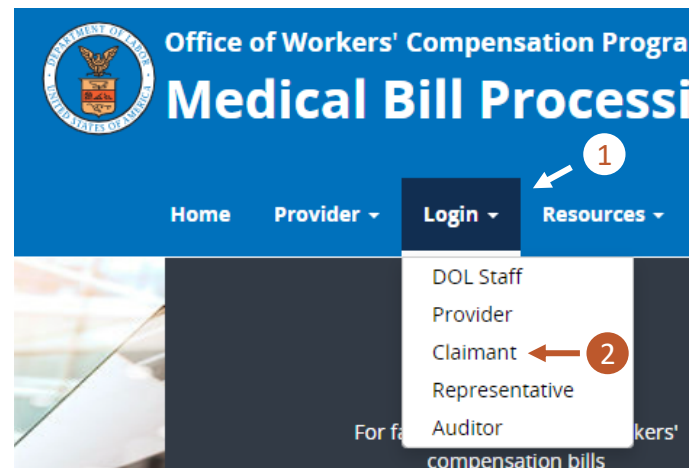 DEPARTMENT OF LABOR
UNITED STATES OF AMERICA
Office of Workers' Compensation Progra
Medical Bill Processi
1
Home Provider Login Resources
DOL Staff
Provider
Claimant 2
Representative
Auditor
For fa kers'
compensation bills